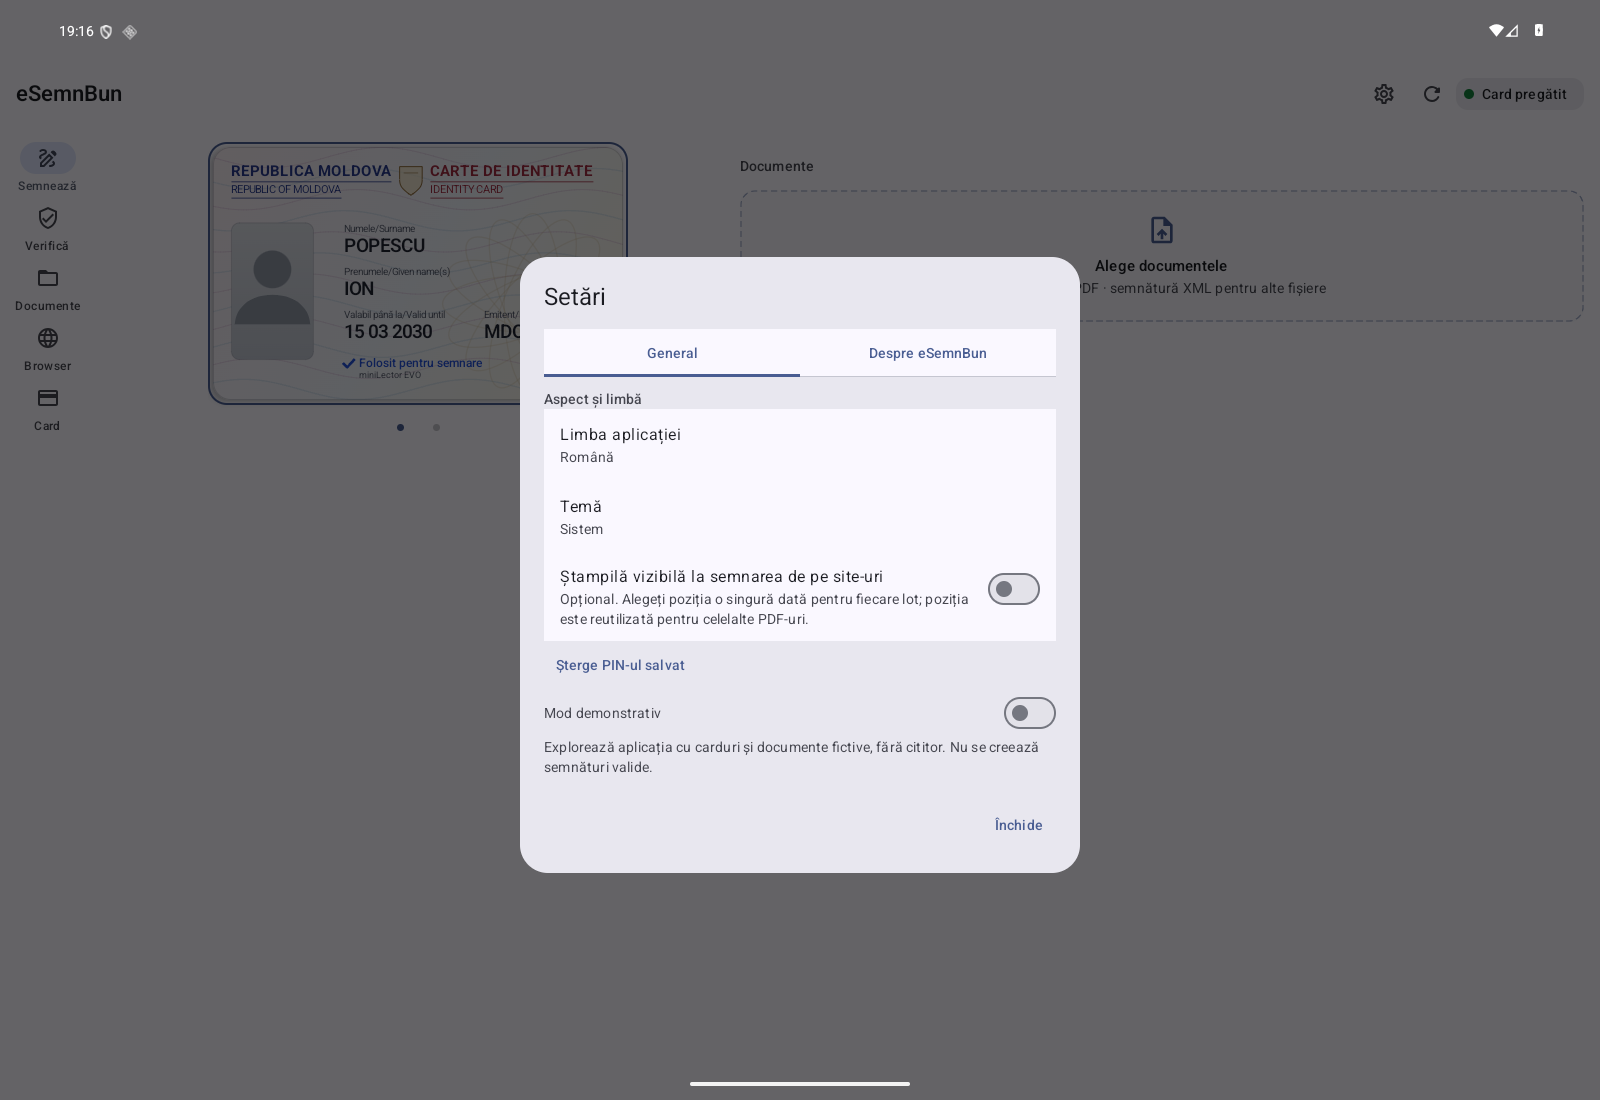 19:16
eSemnBun
Card pregătit
Semnează
Verifică
Documente
Browser
Card
REPUBLICA MOLDOVA
REPUBLIC OF MOLDOVA
CARTE DE IDENTITATE
IDENTITY CARD
Numele/Surname
POPESCU
Prenumele/Given name(s)
ION
Valabil până la/Valid until
15 03 2030
Emitent/
Folosit pentru semnare
miniLector EVO
Documente
Alege documentele
PDF · semnătură XML pentru alte fișiere
Setări
General
Despre eSemnBun
Aspect și limbă
Limba aplicației
Română
Temă
Sistem
Ștampilă vizibilă la semnarea de pe site-uri
Opțional. Alegeți poziția o singură dată pentru fiecare lot; poziția
este reutilizată pentru celelalte PDF-uri.
Șterge PIN-ul salvat
Mod demonstrativ
Explorează aplicația cu carduri și documente fictive, fără cititor. Nu se creează
semnături valide.
Închide